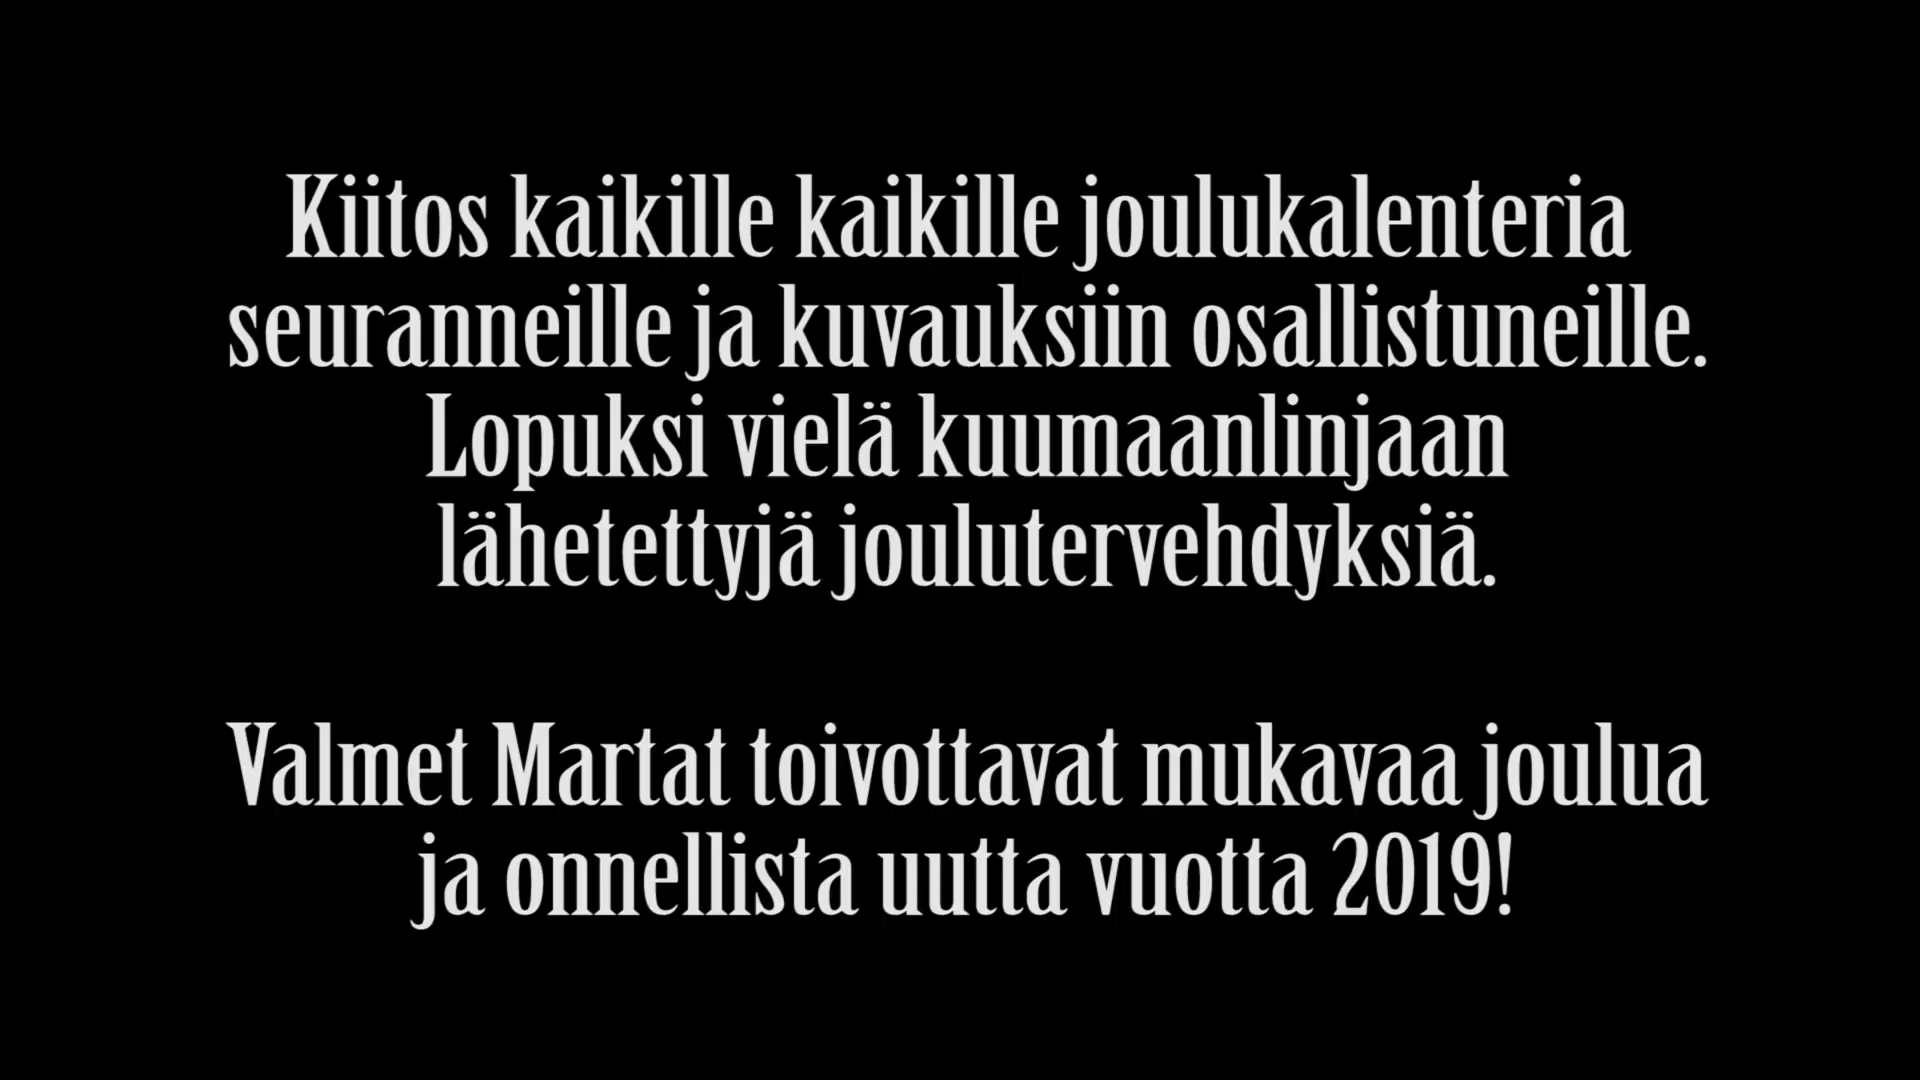 Kiitos kaikille kaikille joulukalenteria
seuranneille ja kuvauksiin osallistuneille.
Lopuksi vielä kuumaanlinjaan
lähetettyjä joulutervehdyksiä.
Valmet Martat toivottavat mukavaa joulua
ja onnellista uutta vuotta 2019!